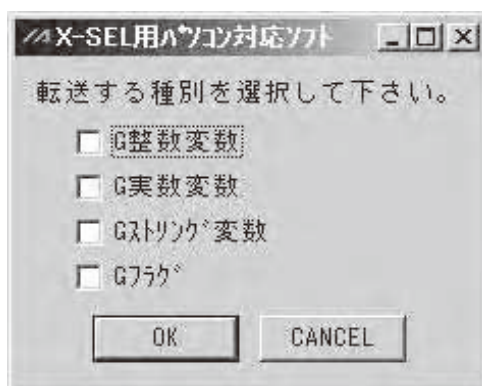 X-SEL用ﾊﾟｿｺﾝ対応ｿﾌﾄ
転送する種別を選択して下さい。
G整数変数
G実数変数
Gｽﾄﾘﾝｸﾞ変数
Gﾌﾗｸﾞ
OK
CANCEL